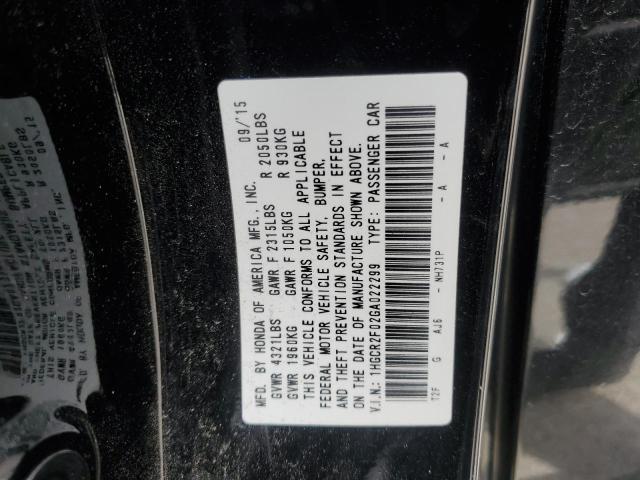 MFD. BY HONDA OF AMERICA MFG., INC. 09/'15
GVWR 4321LBS GAWR F 2315LBS R 2050LBS
GVWR 1960KG GAWR F 1050KG R 930KG
THIS VEHICLE CONFORMS TO ALL APPLICABLE
FEDERAL MOTOR VEHICLE SAFETY, BUMPER,
AND THEFT PREVENTION STANDARDS IN EFFECT
ON THE DATE OF MANUFACTURE SHOWN ABOVE.
V.I.N.: 1HGCR2F02GA022299 TYPE: PASSENGER CAR
T2F G AJ6 - NH731P - A - A